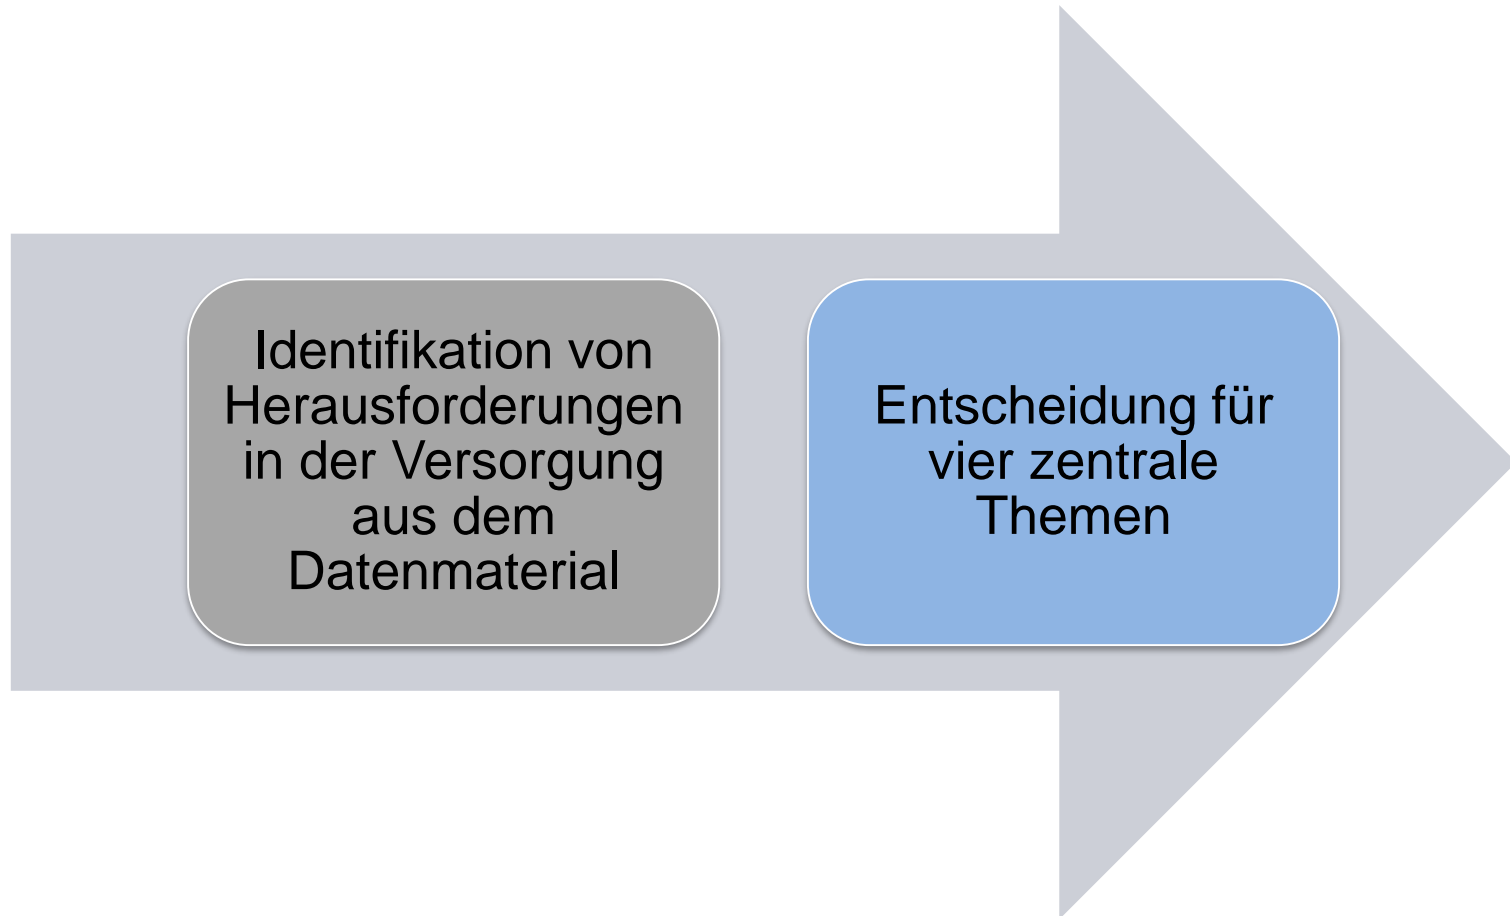 Identifikation von
Herausforderungen
in der Versorgung
aus dem
Datenmaterial
Entscheidung für
vier zentrale
Themen